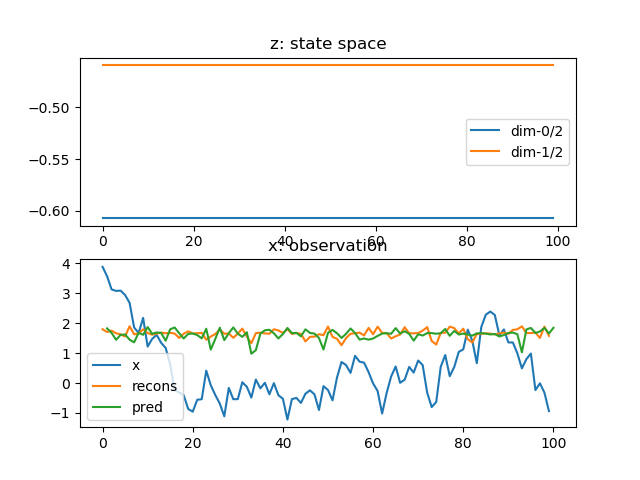 z: state space
−0.50
−0.55
−0.60
dim-0/2
dim-1/2
0 20 40 60 80 100
x: observation
4
3
2
1
0
−1
x
recons
pred
0 20 40 60 80 100